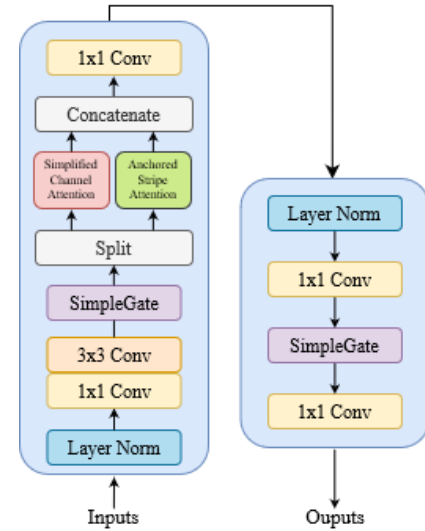 1x1 Conv
Concatenate
Simplified
Channel
Attention
Anchored
Stripe
Attention
Split
SimpleGate
3x3 Conv
1x1 Conv
Layer Norm
Inputs
Layer Norm
1x1 Conv
SimpleGate
1x1 Conv
Ouputs